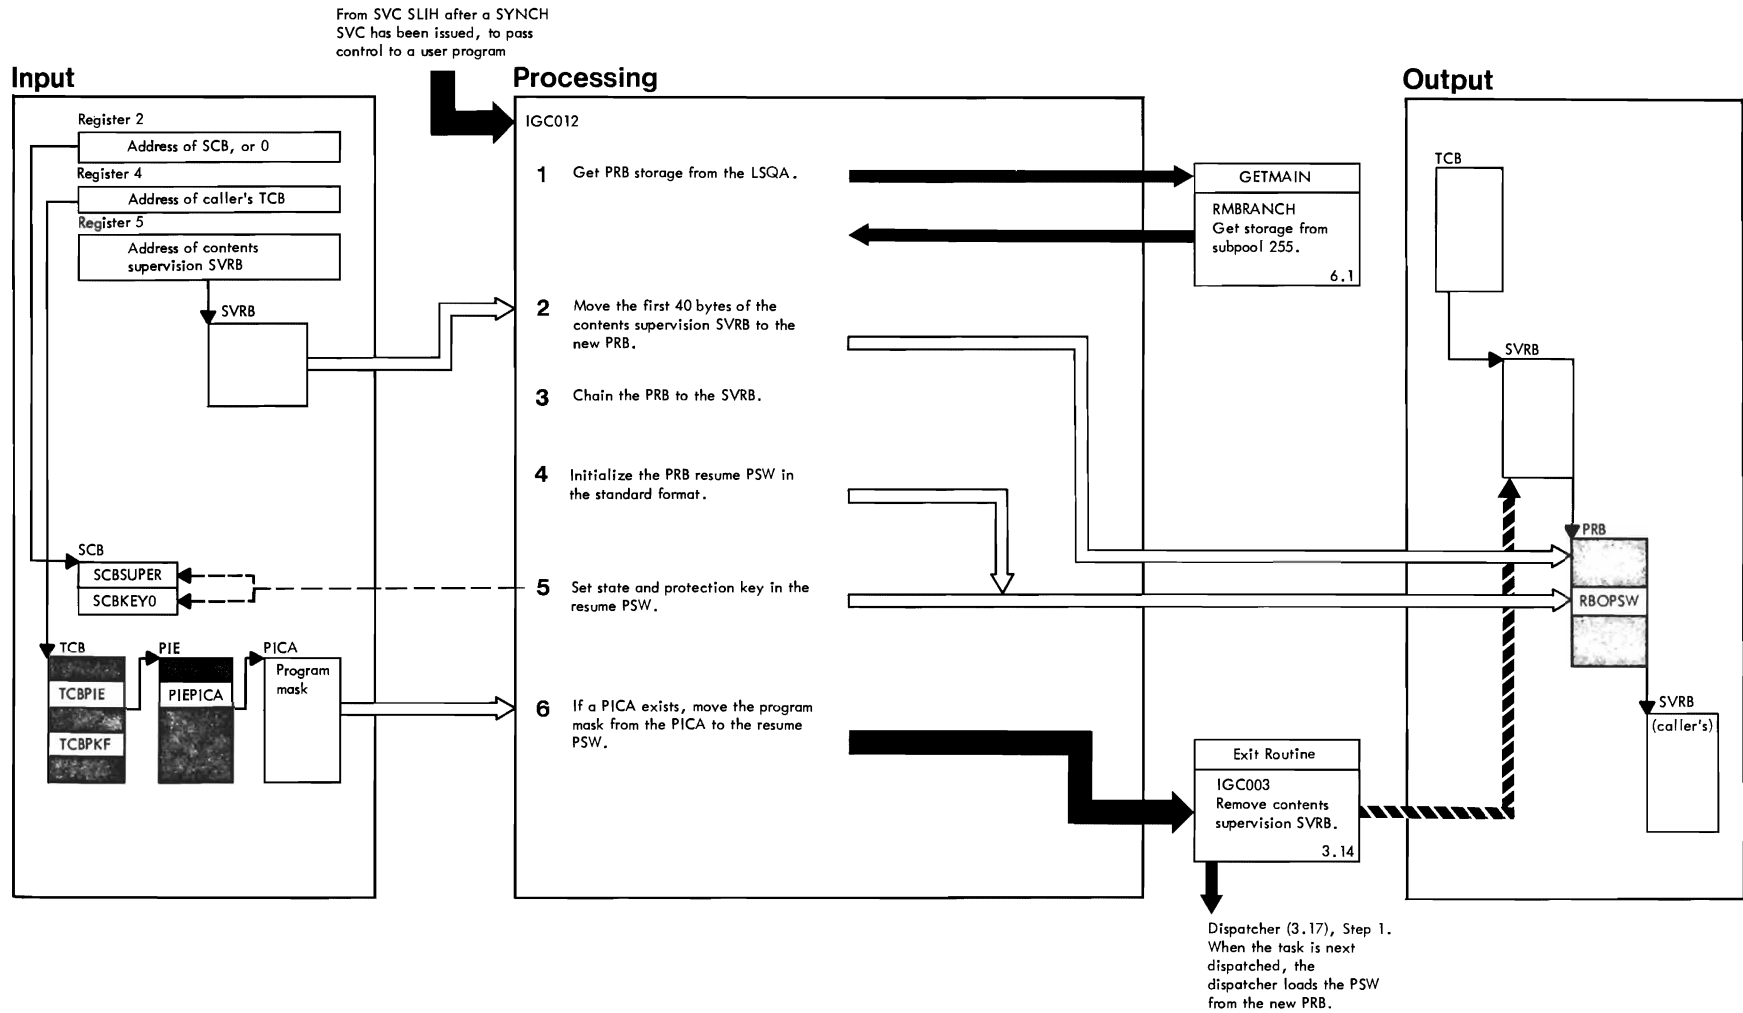 From SVC SLIH after a SYNCH
SVC has been issued, to pass
control to a user program
Input
Register 2
Address of SCB, or 0
Register 4
Address of caller's TCB
Register 5
Address of contents
supervision SVRB
SVRB
SCB
SCBSUPER
SCBKEY0
TCB
TCBPIE
TCBPKF
PIE
PIEPICA
PICA
Program
mask
Processing
IGC012
1 Get PRB storage from the LSQA.
2 Move the first 40 bytes of the
contents supervision SVRB to the
new PRB.
3 Chain the PRB to the SVRB.
4 Initialize the PRB resume PSW in
the standard format.
5 Set state and protection key in the
resume PSW.
6 If a PICA exists, move the program
mask from the PICA to the resume
PSW.
GETMAIN
RMBRANCH
Get storage from
subpool 255.
6.1
Exit Routine
IGC003
Remove contents
supervision SVRB.
3.14
Dispatcher (3.17), Step 1.
When the task is next
dispatched, the
dispatcher loads the PSW
from the new PRB.
Output
TCB
SVRB
PRB
RBOPSW
SVRB
(caller's)